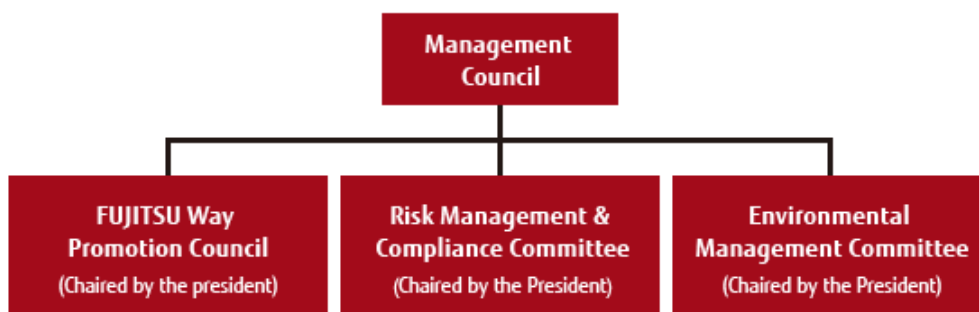 Management
Council
FUJITSU Way
Promotion Council
(Chaired by the president)
Risk Management &
Compliance Committee
(Chaired by the President)
Environmental
Management Committee
(Chaired by the President)